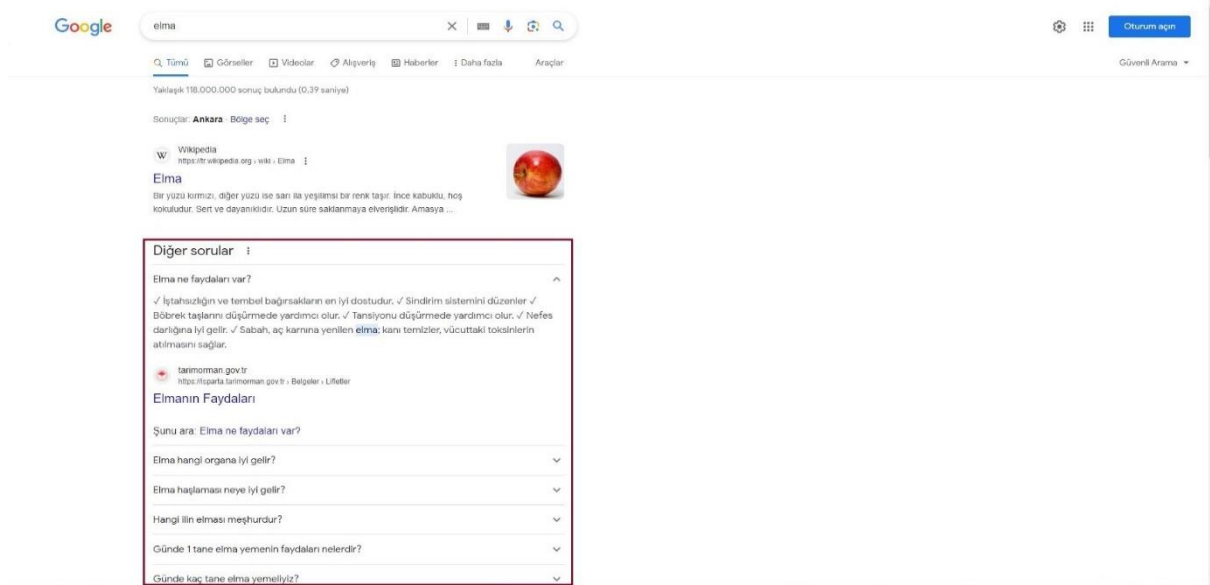 Google
elma
Oturum açın
Tümü Görseller Videolar Alışveriş Haberler Daha fazla Araçlar
Güvenli Arama
Yaklaşık 118.000.000 sonuç bulundu (0,39 saniye)
Sonuçlar: Ankara · Bölge seç
W Wikipedia
https://tr.wikipedia.org › wiki › Elma
Elma
Bir yüzü kırmızı, diğer yüzü ise sarı ila yeşilimsi bir renk taşır. İnce kabuklu, hoş
kokuludur. Sert ve dayanıklıdır. Uzun süre saklanmaya elverişlidir. Amasya ...
Diğer sorular
Elma ne faydaları var?
✓ İştahsızlığın ve tembel bağırsakların en iyi dostudur. ✓ Sindirim sistemini düzenler ✓
Böbrek taşlarını düşürmede yardımcı olur. ✓ Tansiyonu düşürmede yardımcı olur. ✓ Nefes
darlığına iyi gelir. ✓ Sabah, aç karnına yenilen elma; kanı temizler, vücuttaki toksinlerin
atılmasını sağlar.
tarimorman.gov.tr
https://isparta.tarimorman.gov.tr › Belgeler › Lifletler
Elmanın Faydaları
Şunu ara: Elma ne faydaları var?
Elma hangi organa iyi gelir?
Elma haşlaması neye iyi gelir?
Hangi ilin elması meşhurdur?
Günde 1 tane elma yemenin faydaları nelerdir?
Günde kaç tane elma yemeliyiz?